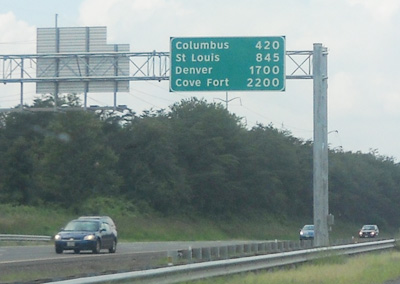 Columbus 420
St Louis 845
Denver 1700
Cove Fort 2200